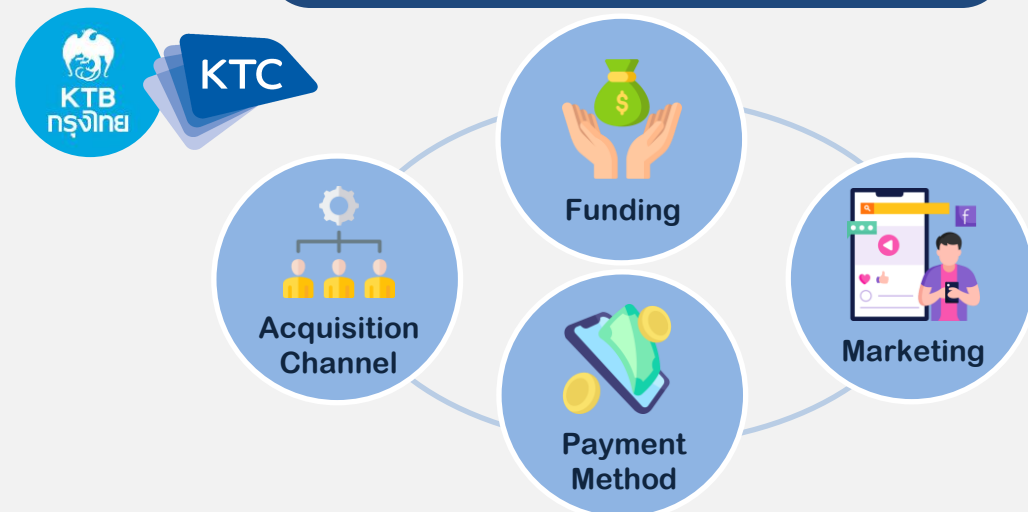 KTB
กรุงไทย
KTC
$
Funding
f
Acquisition
Channel
Marketing
Payment
Method